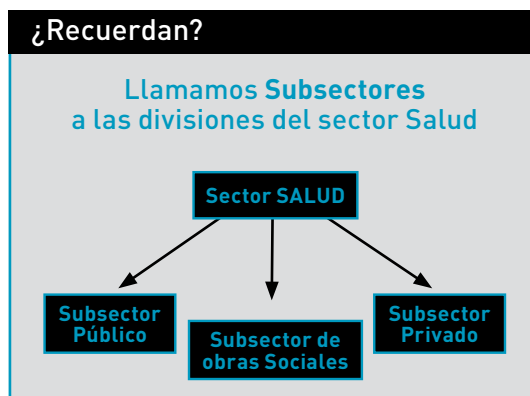 ¿Recuerdan?
Llamamos Subsectores
a las divisiones del sector Salud
Sector SALUD
Subsector
Público
Subsector de
obras Sociales
Subsector
Privado